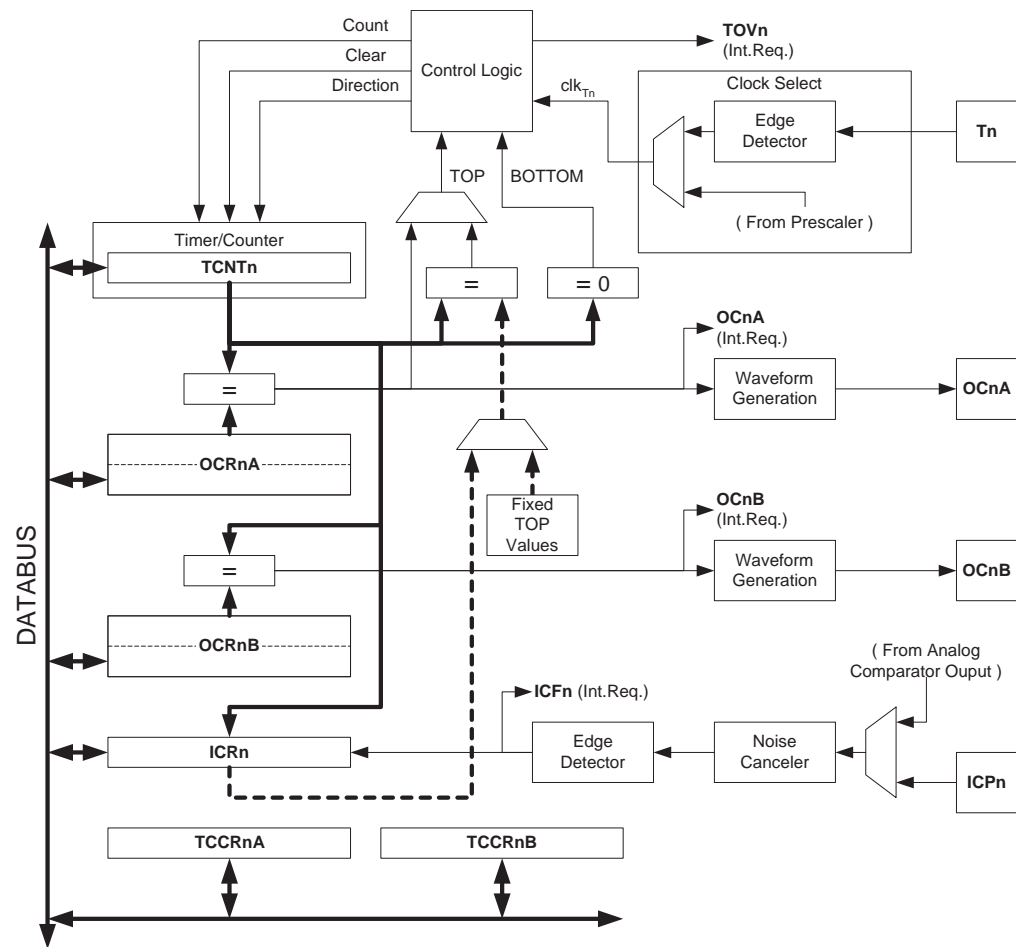 Count
Clear
Direction
Control Logic
TOVn
(Int.Req.)
clkTn
Clock Select
Edge
Detector
Tn
( From Prescaler )
TOP
BOTTOM
Timer/Counter
TCNTn
=
= 0
OCnA
(Int.Req.)
=
Waveform
Generation
OCnA
OCRnA
Fixed
TOP
Values
OCnB
(Int.Req.)
=
Waveform
Generation
OCnB
OCRnB
DATABUS
( From Analog
Comparator Ouput )
ICFn (Int.Req.)
ICRn
Edge
Detector
Noise
Canceler
ICPn
TCCRnA
TCCRnB